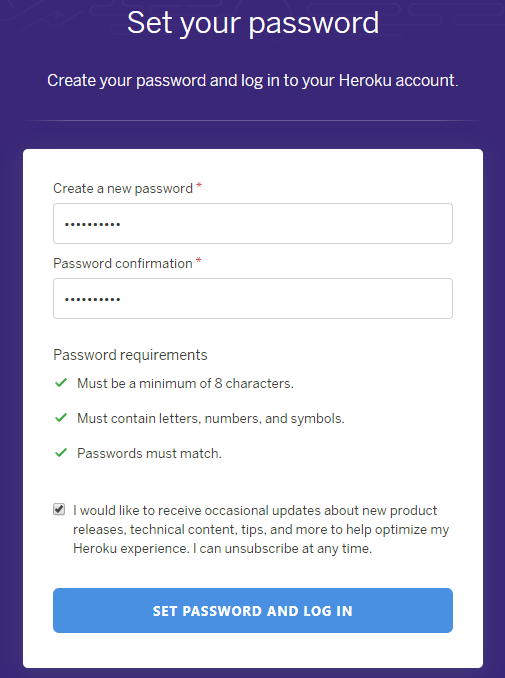 Set your password
Create your password and log in to your Heroku account.
Create a new password *
••••••••••
Password confirmation *
••••••••••
Password requirements
Must be a minimum of 8 characters.
Must contain letters, numbers, and symbols.
Passwords must match.
I would like to receive occasional updates about new product
releases, technical content, tips, and more to help optimize my
Heroku experience. I can unsubscribe at any time.
SET PASSWORD AND LOG IN